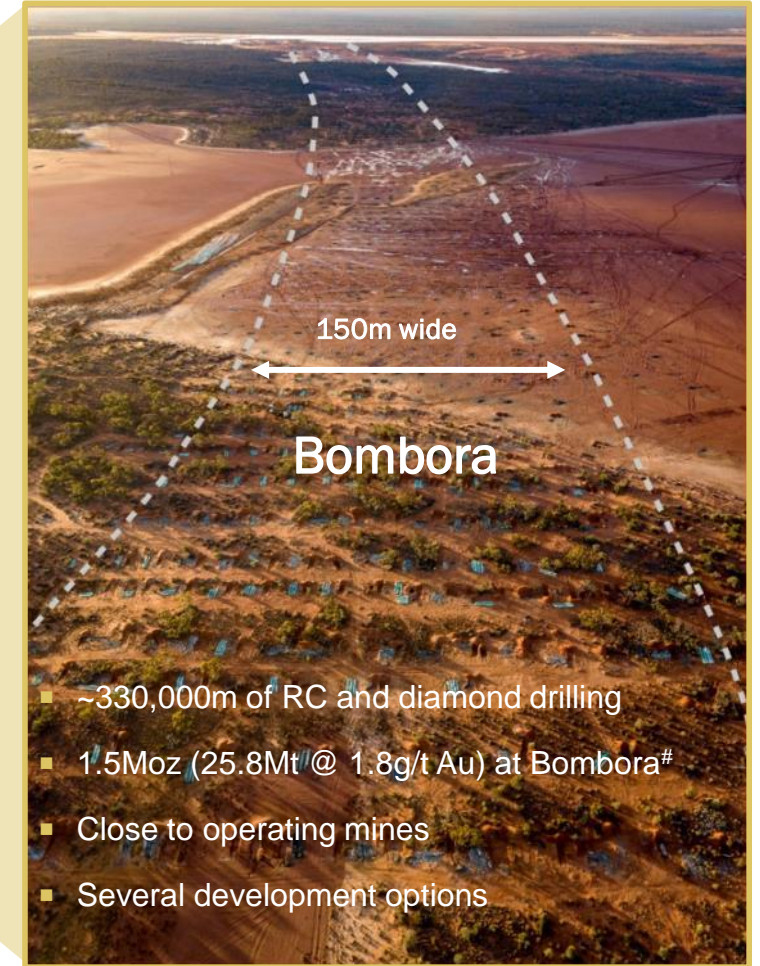 150m wide
Bombora
~330,000m of RC and diamond drilling
1.5Moz (25.8Mt @ 1.8g/t Au) at Bombora#
Close to operating mines
Several development options